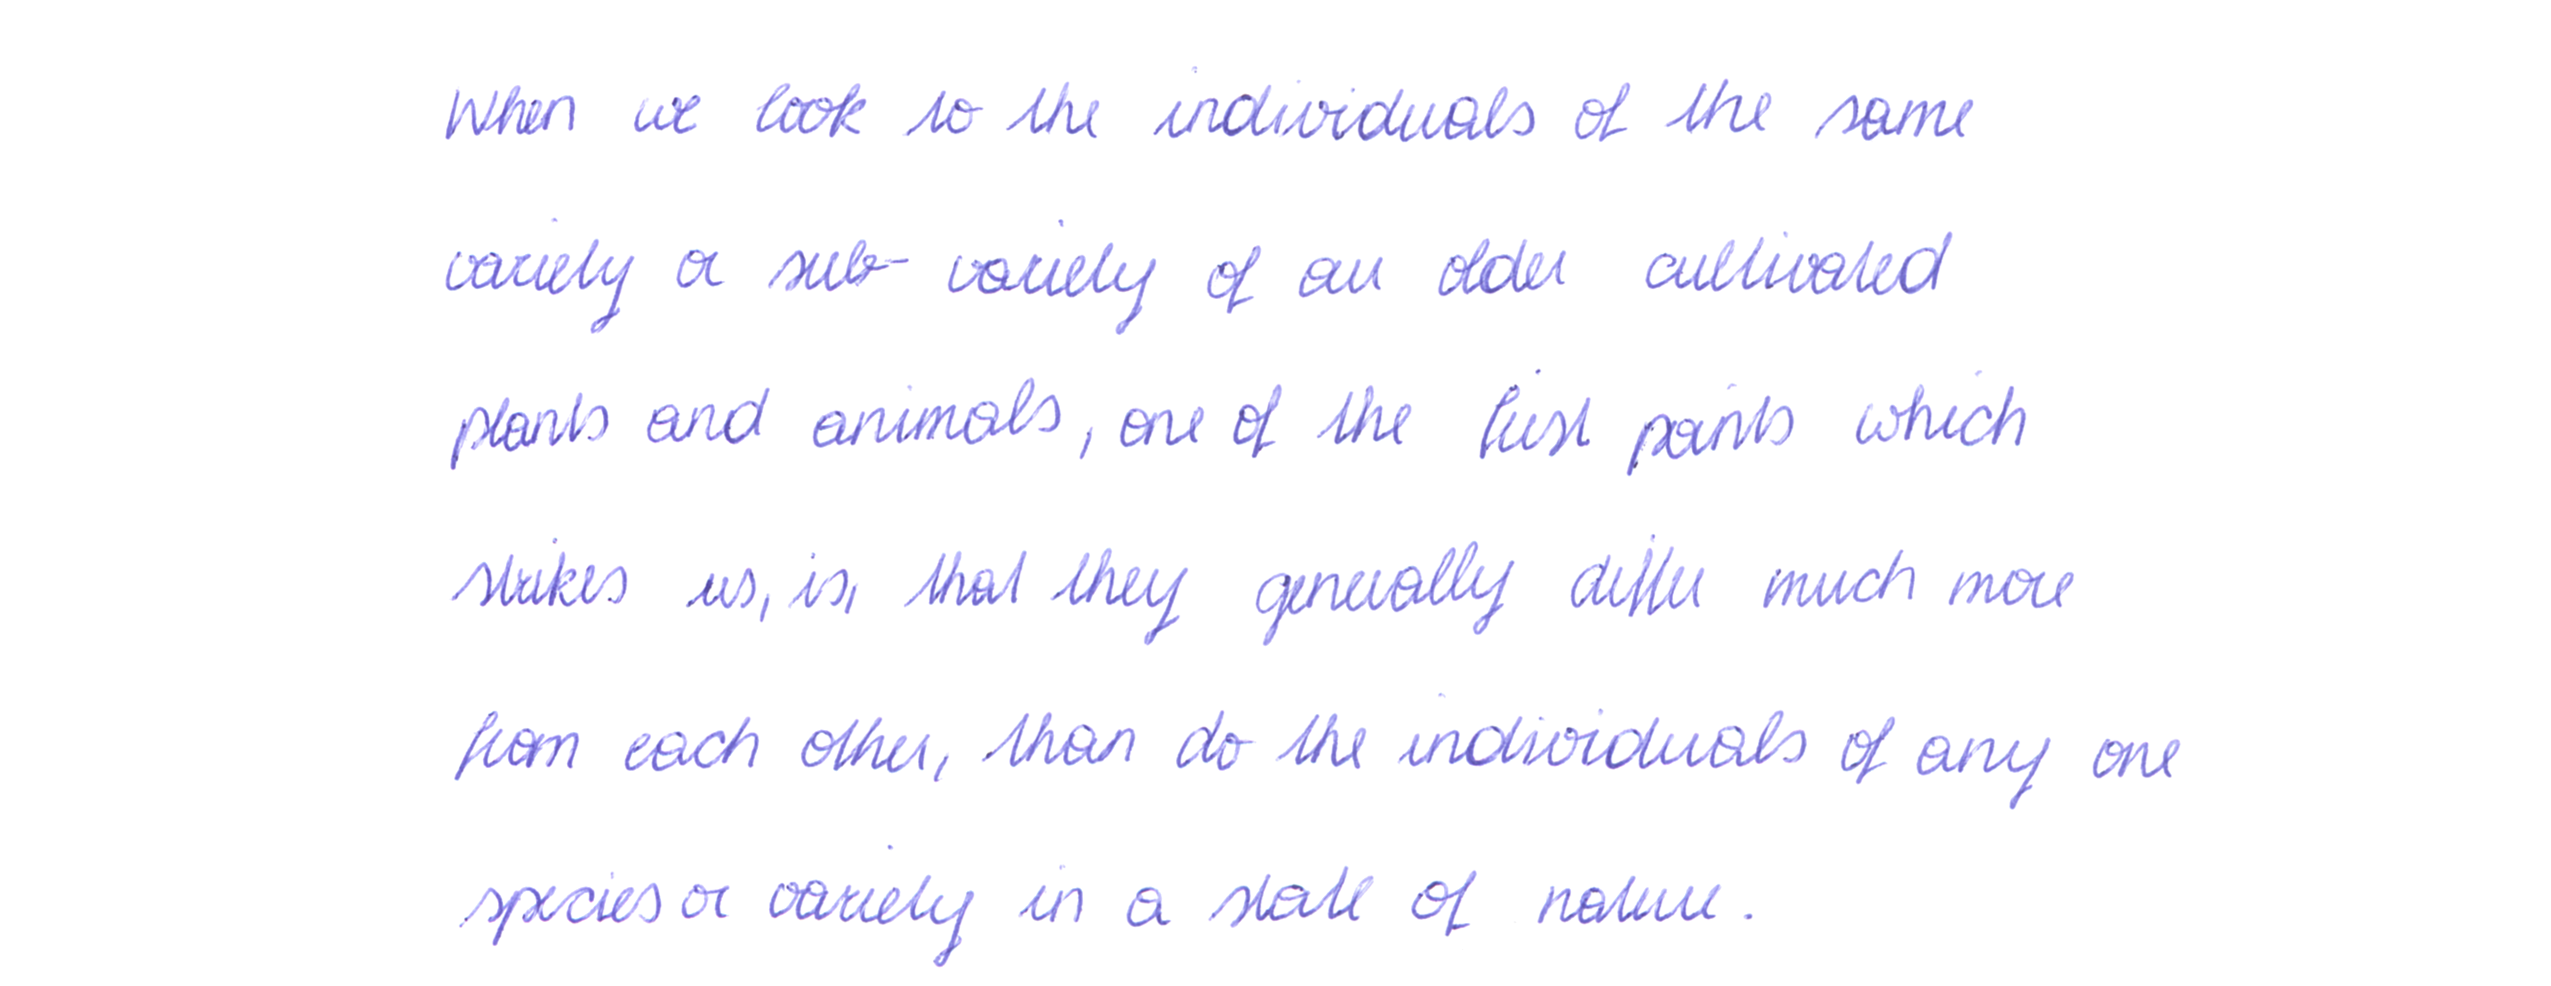 When we look to the individuals of the same
variety or sub-variety of our older cultivated
plants and animals, one of the first points which
strikes us, is, that they generally differ much more
from each other, than do the individuals of any one
species or variety in a state of nature.